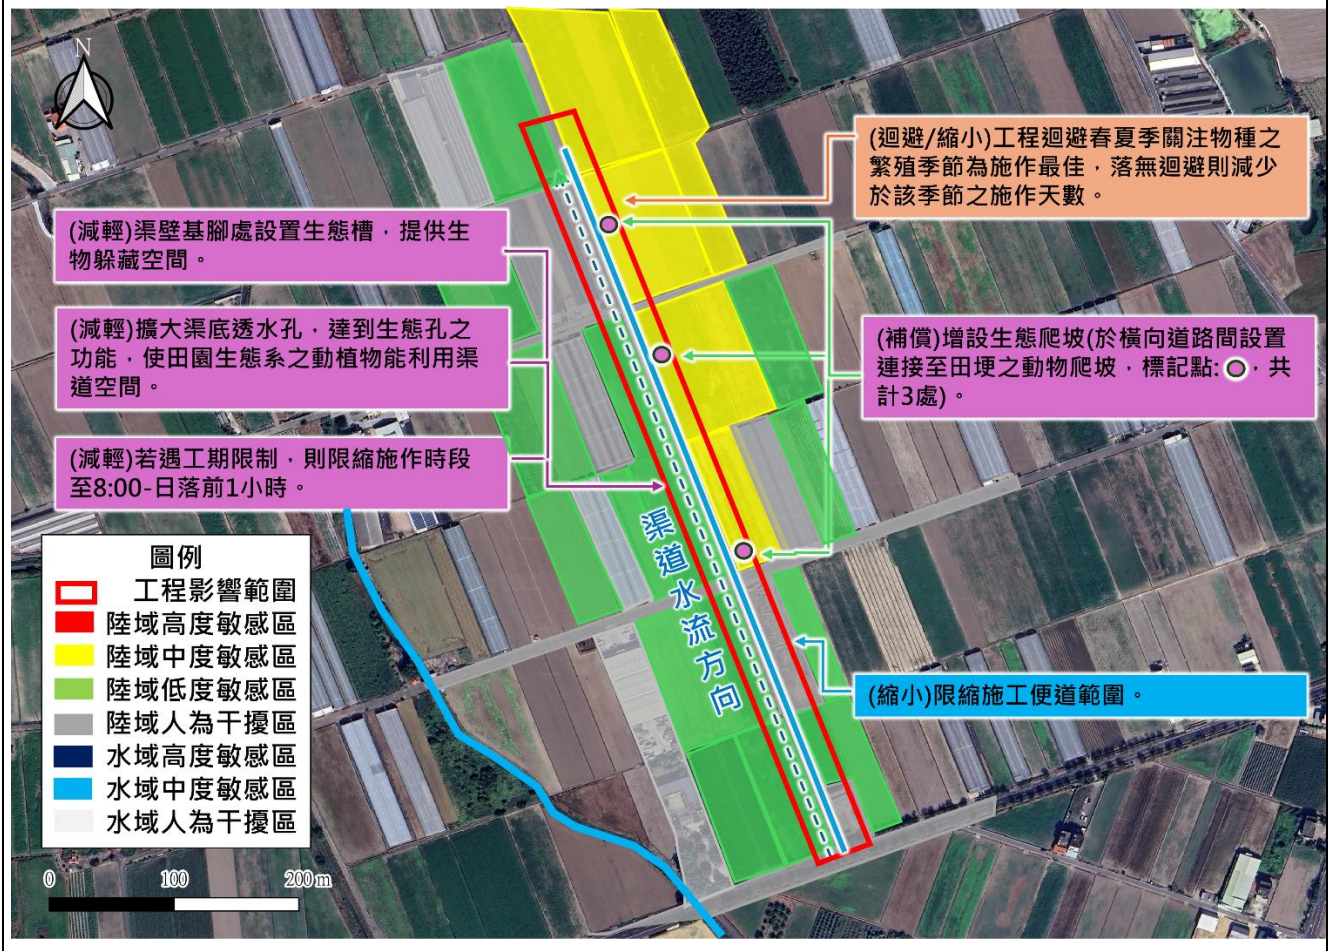 N
(迴避/縮小)工程迴避春夏季關注物種之
繁殖季節為施作最佳，落無迴避則減少
於該季節之施作天數。
(減輕)渠壁基腳處設置生態槽，提供生
物躲藏空間。
(減輕)擴大渠底透水孔，達到生態孔之
功能，使田園生態系之動植物能利用渠
道空間。
(補償)增設生態爬坡(於橫向道路間設置
連接至田埂之動物爬坡，標記點:，共
計3處)。
(減輕)若遇工期限制，則限縮施作時段
至8:00-日落前1小時。
渠道水流方向
(縮小)限縮施工便道範圍。
圖例
工程影響範圍
陸域高度敏感區
陸域中度敏感區
陸域低度敏感區
陸域人為干擾區
水域高度敏感區
水域中度敏感區
水域人為干擾區
0 100 200 m